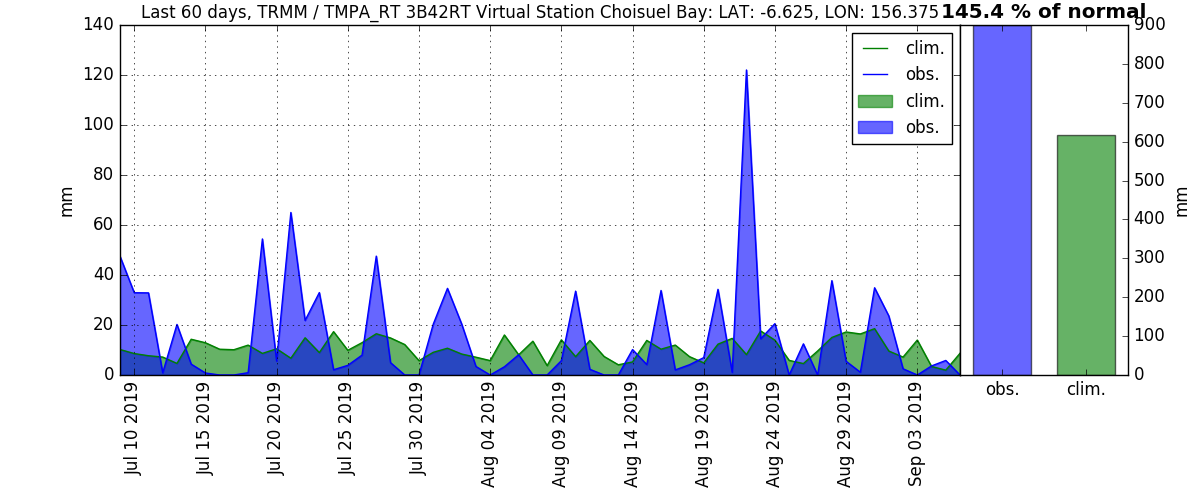 Last 60 days, TRMM / TMPA_RT 3B42RT Virtual Station Choisuel Bay: LAT: -6.625, LON: 156.375
145.4 % of normal
mm
140
120
100
80
60
40
20
0
clim.
obs.
clim.
obs.
Jul 10 2019
Jul 15 2019
Jul 20 2019
Jul 25 2019
Jul 30 2019
Aug 04 2019
Aug 09 2019
Aug 14 2019
Aug 19 2019
Aug 24 2019
Aug 29 2019
Sep 03 2019
900
800
700
600
500
400
300
200
100
0
mm
obs.
clim.